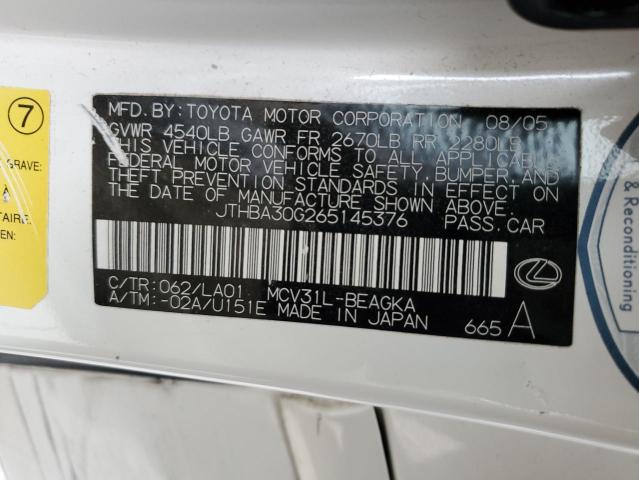 MFD. BY: TOYOTA MOTOR CORPORATION 08/05
GVWR 4540LB GAWR FR 2670LB RR 2280LB
THIS VEHICLE CONFORMS TO ALL APPLICABLE
FEDERAL MOTOR VEHICLE SAFETY, BUMPER, AND
THEFT PREVENTION STANDARDS IN EFFECT ON
THE DATE OF MANUFACTURE SHOWN ABOVE.
JTHBA30G265145376 PASS. CAR
C/TR: 062/LA01 MCV31L-BEAGKA
A/TM: -02A/U151E MADE IN JAPAN
665 A
7
GRAVE:
À
TAIRE.
EN:
& Reconditioning